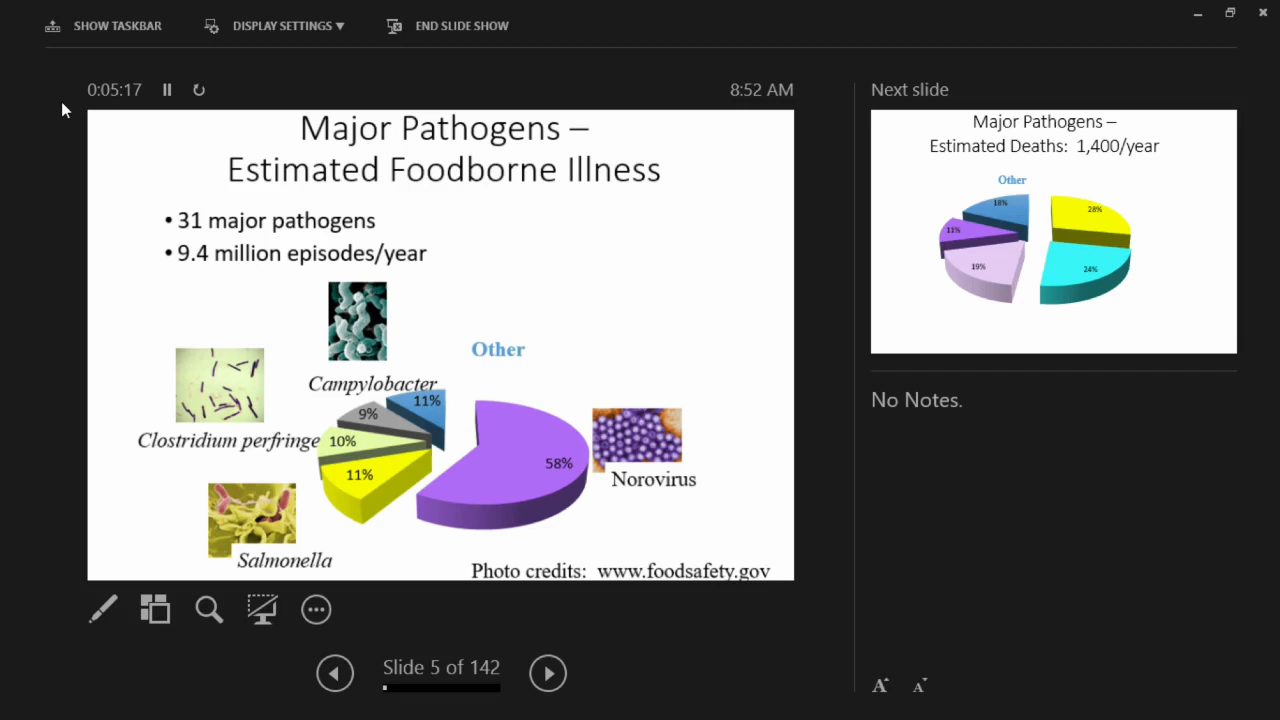 SHOW TASKBAR
DISPLAY SETTINGS ▼
END SLIDE SHOW
0:05:17
8:52 AM
Major Pathogens –
Estimated Foodborne Illness
• 31 major pathogens
• 9.4 million episodes/year
Campylobacter
Other
Clostridium perfringe
11%
9%
10%
11%
58%
Norovirus
Salmonella
Photo credits: www.foodsafety.gov
Slide 5 of 142
Next slide
Major Pathogens –
Estimated Deaths: 1,400/year
Other
18%
28%
11%
19%
24%
No Notes.
A A